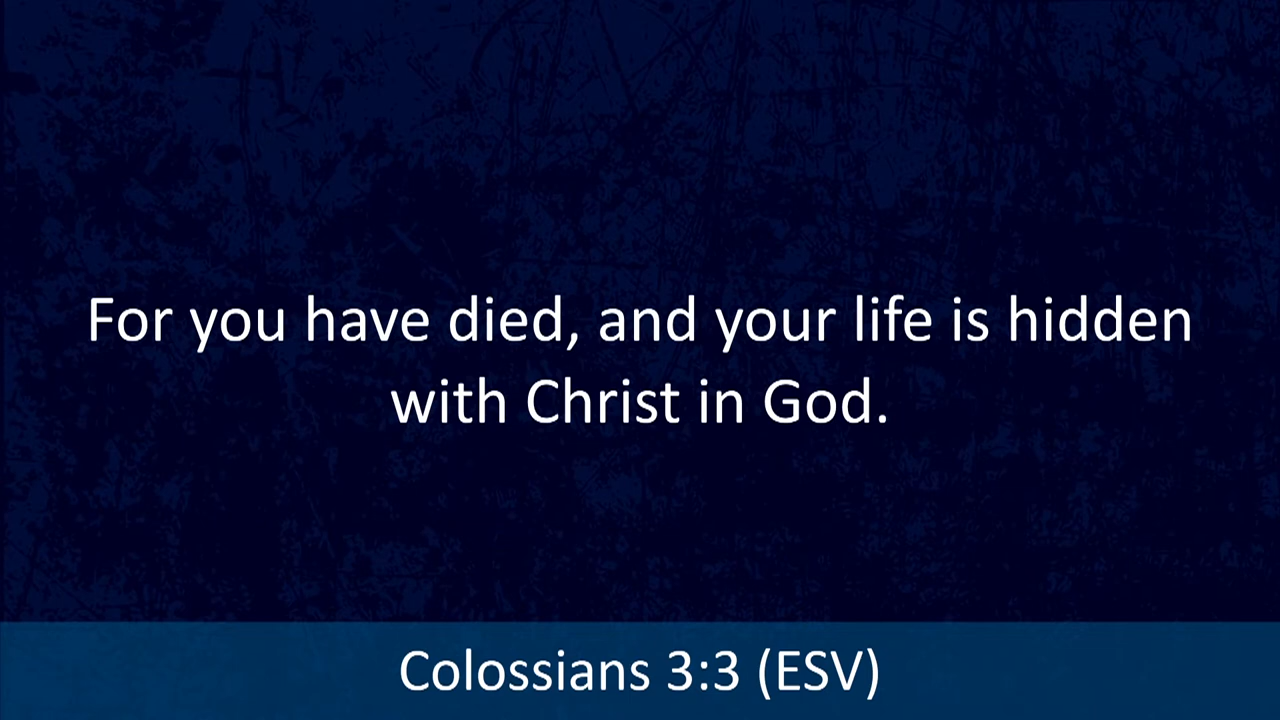 For you have died, and your life is hidden
with Christ in God.
Colossians 3:3 (ESV)